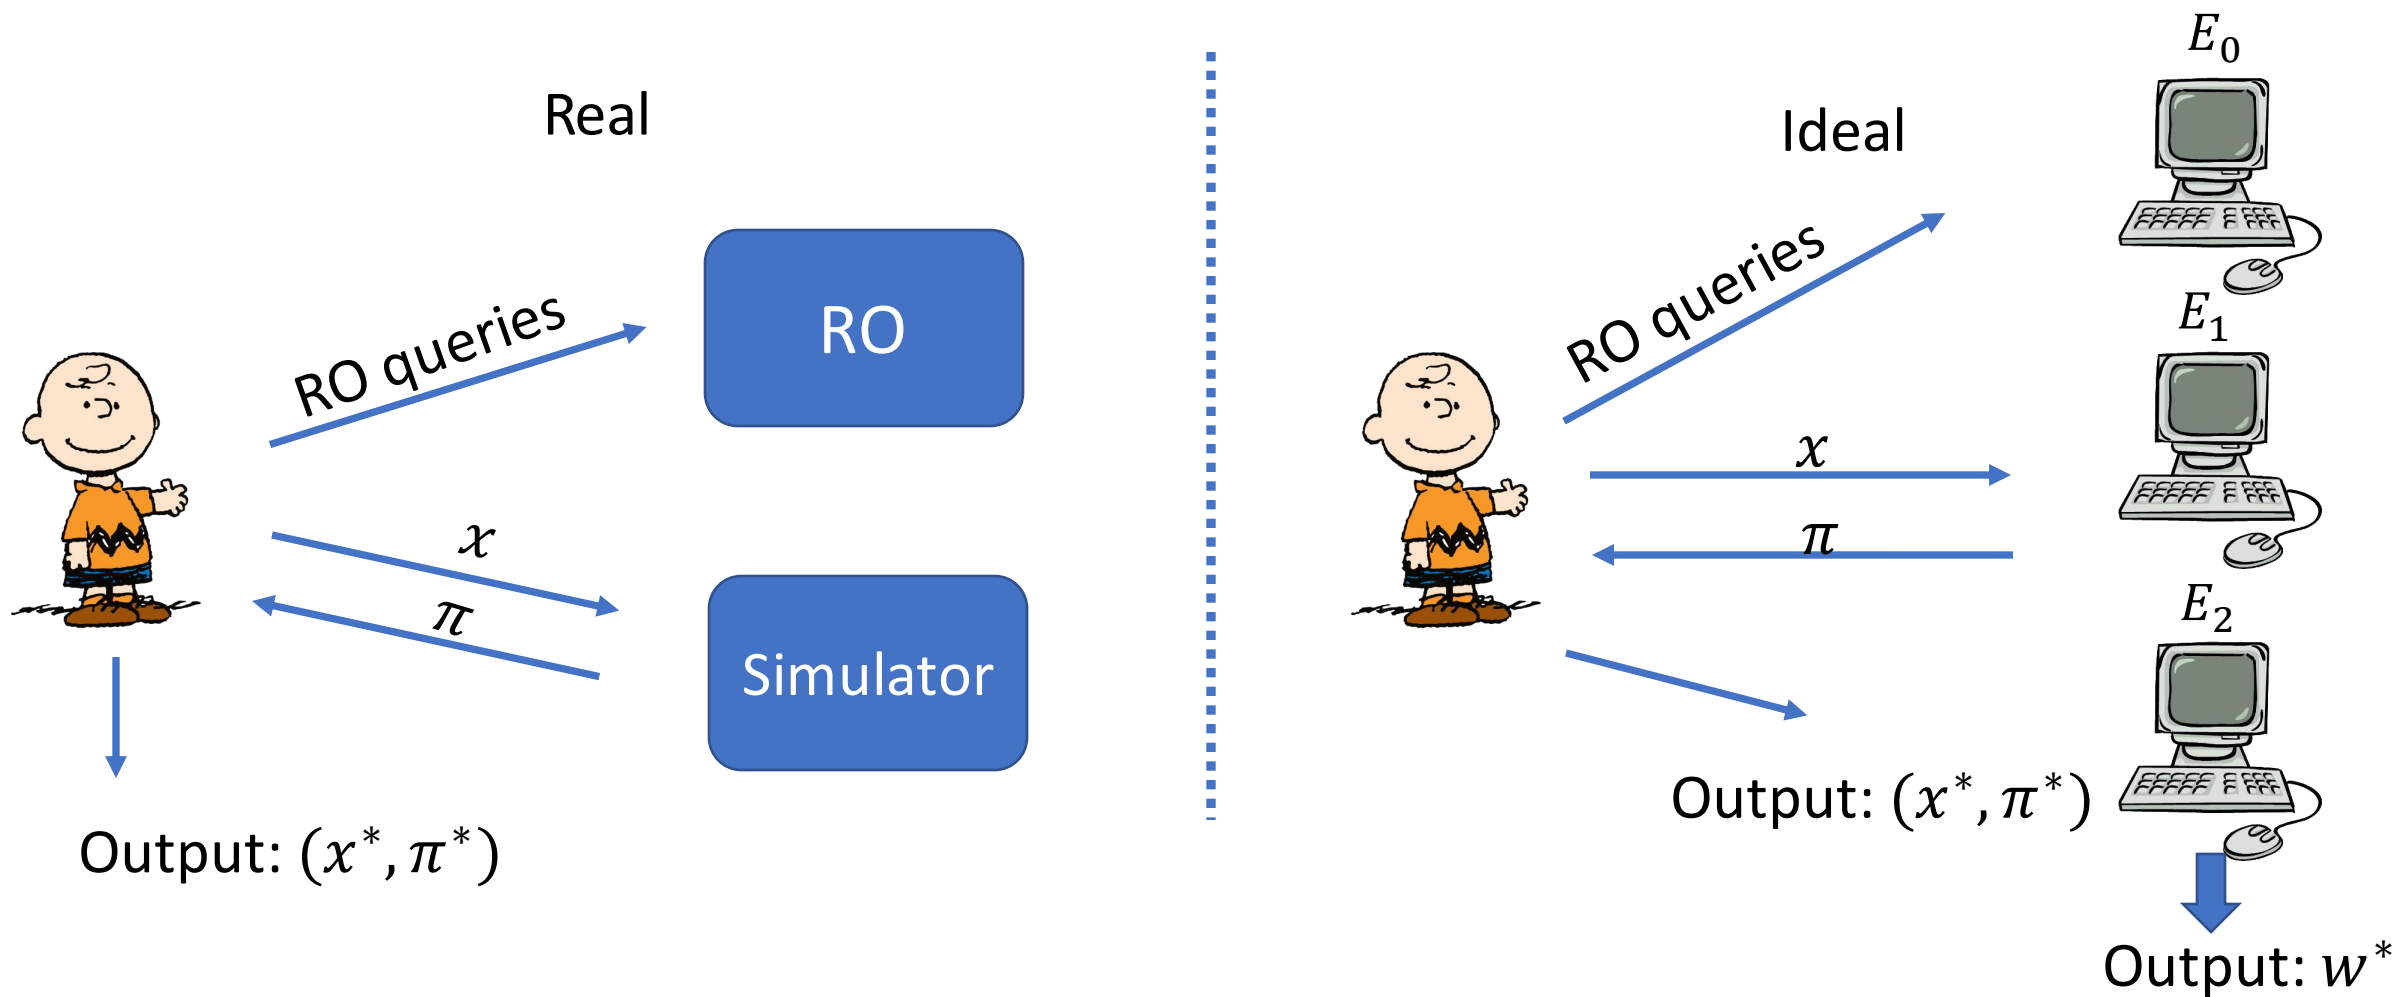 Real
RO queries
RO
x
π
Simulator
Output: (x*, π*)
Ideal
RO queries
x
π
Output: (x*, π*)
E₀
E₁
E₂
Output: w*